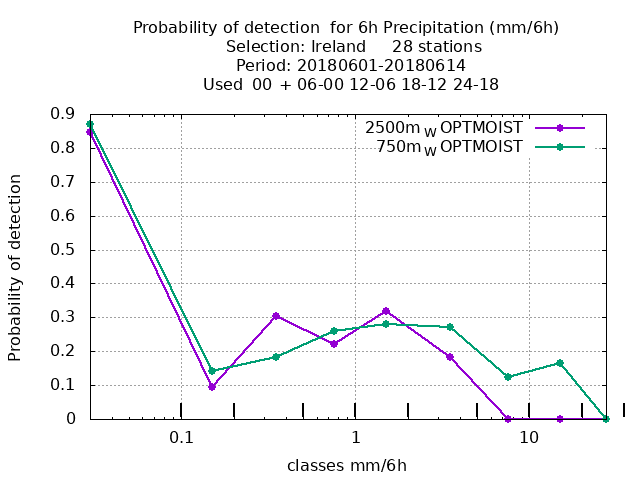 Probability of detection  for 6h Precipitation (mm/6h)
Selection: Ireland     28 stations
Period: 20180601-20180614
Used  00  + 06-00 12-06 18-12 24-18
2500m W OPTMOIST
750m W OPTMOIST
0.9
0.8
0.7
0.6
0.5
0.4
0.3
0.2
0.1
0
Probability of detection
0.1 1 10
classes mm/6h